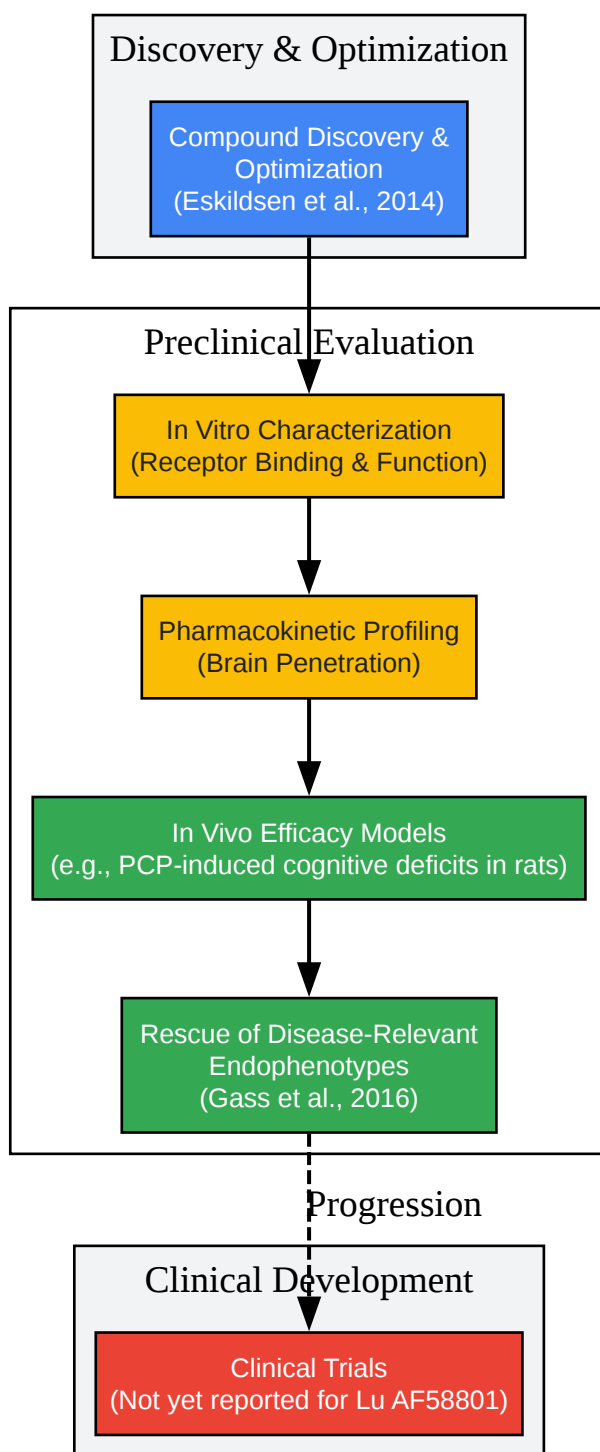 Discovery & Optimization
Compound Discovery &
Optimization
(Eskildsen et al., 2014)
Preclinical Evaluation
In Vitro Characterization
(Receptor Binding & Function)
Pharmacokinetic Profiling
(Brain Penetration)
In Vivo Efficacy Models
(e.g., PCP-induced cognitive deficits in rats)
Rescue of Disease-Relevant
Endophenotypes
(Gass et al., 2016)
Progression
Clinical Development
Clinical Trials
(Not yet reported for Lu AF58801)